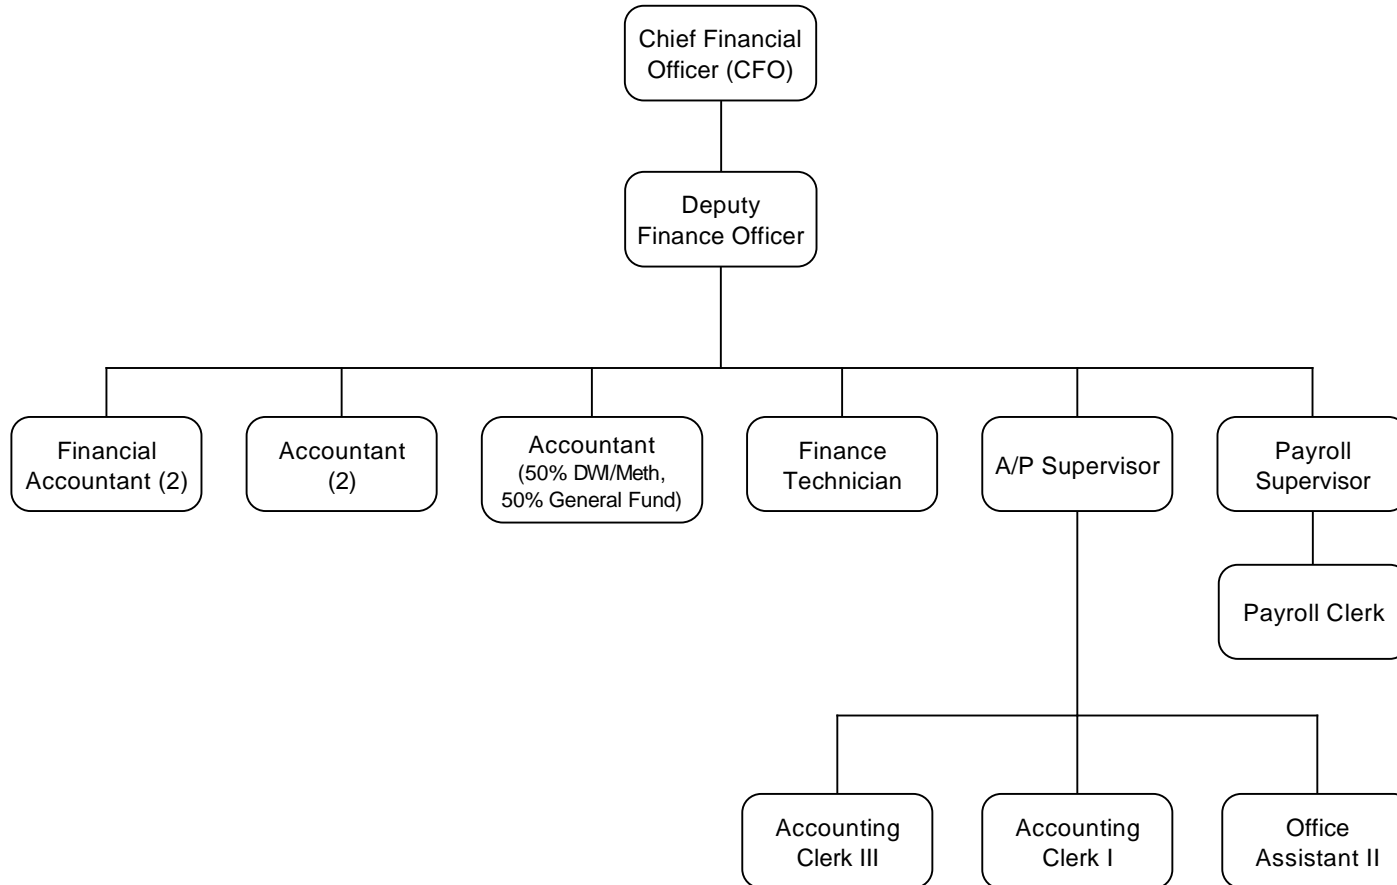 Chief Financial
Officer (CFO)
Deputy
Finance Officer
Financial
Accountant (2)
Accountant
(2)
Accountant
(50% DWI/Meth,
50% General Fund)
Finance
Technician
A/P Supervisor
Payroll
Supervisor
Payroll Clerk
Accounting
Clerk III
Accounting
Clerk I
Office
Assistant II